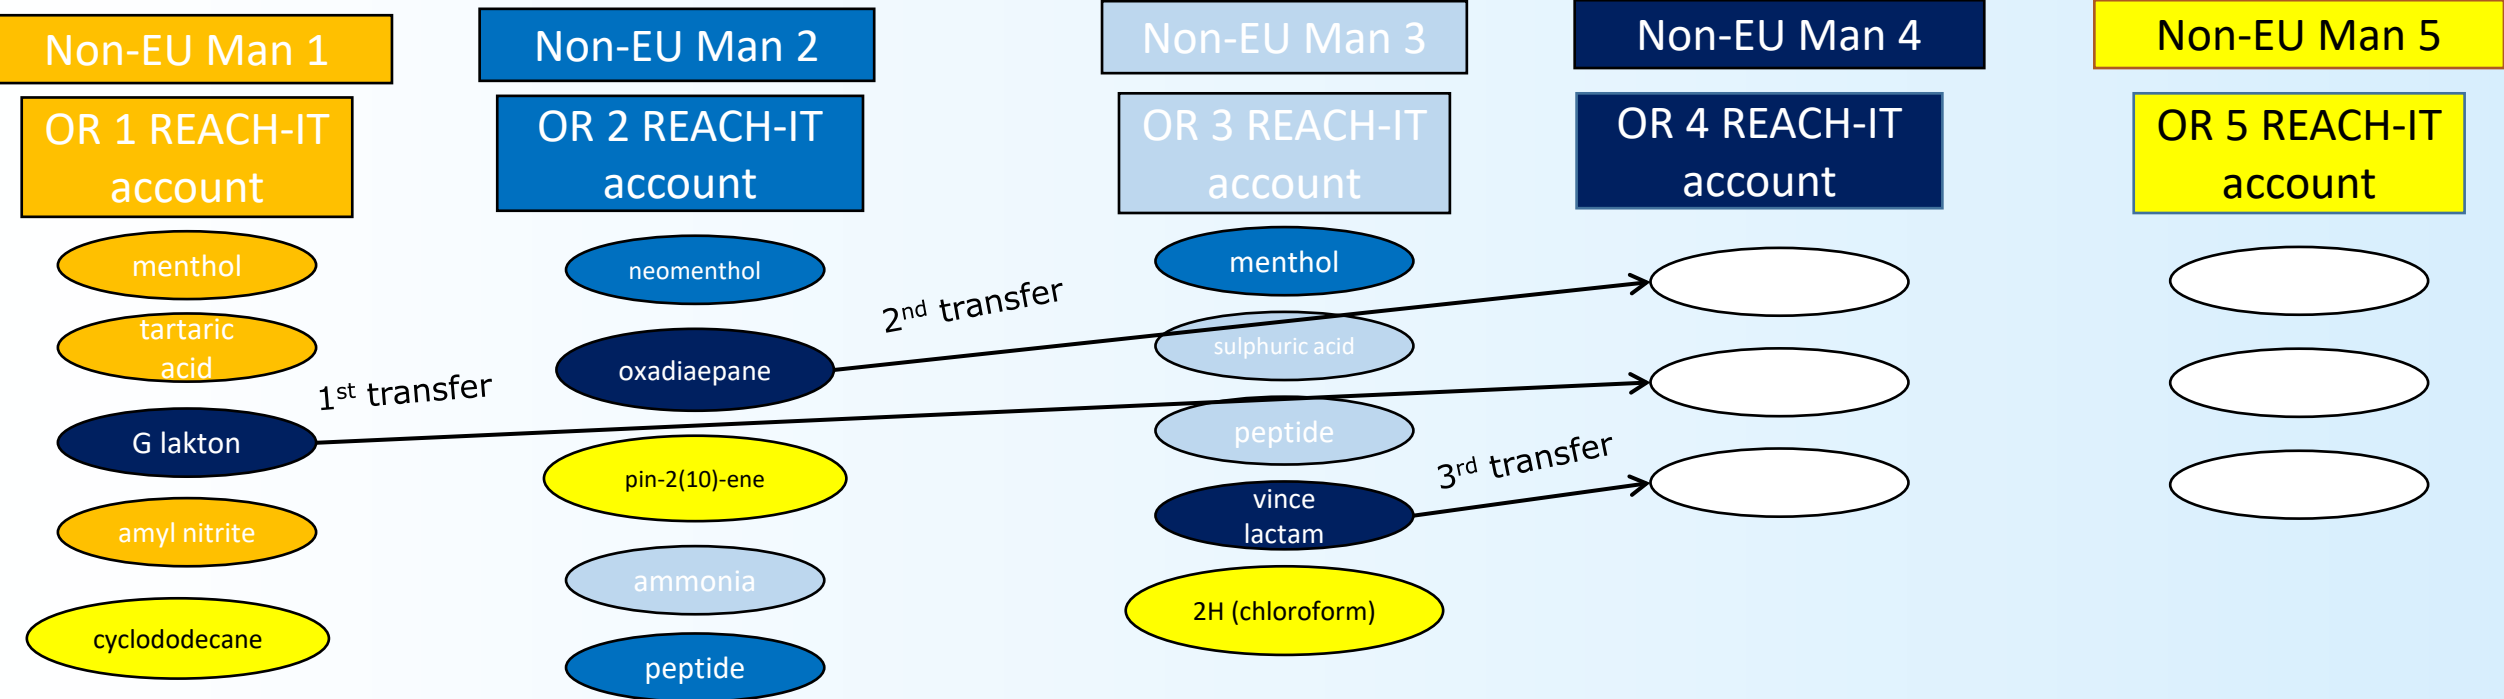 Non-EU Man 1
Non-EU Man 2
Non-EU Man 3
Non-EU Man 4
Non-EU Man 5
OR 1 REACH-IT
account
OR 2 REACH-IT
account
OR 3 REACH-IT
account
OR 4 REACH-IT
account
OR 5 REACH-IT
account
menthol
tartaric
acid
G lakton
amyl nitrite
cyclododecane
1st transfer
neomenthol
oxadiaepane
pin-2(10)-ene
ammonia
peptide
2nd transfer
menthol
sulphuric acid
peptide
vince
lactam
2H (chloroform)
3rd transfer